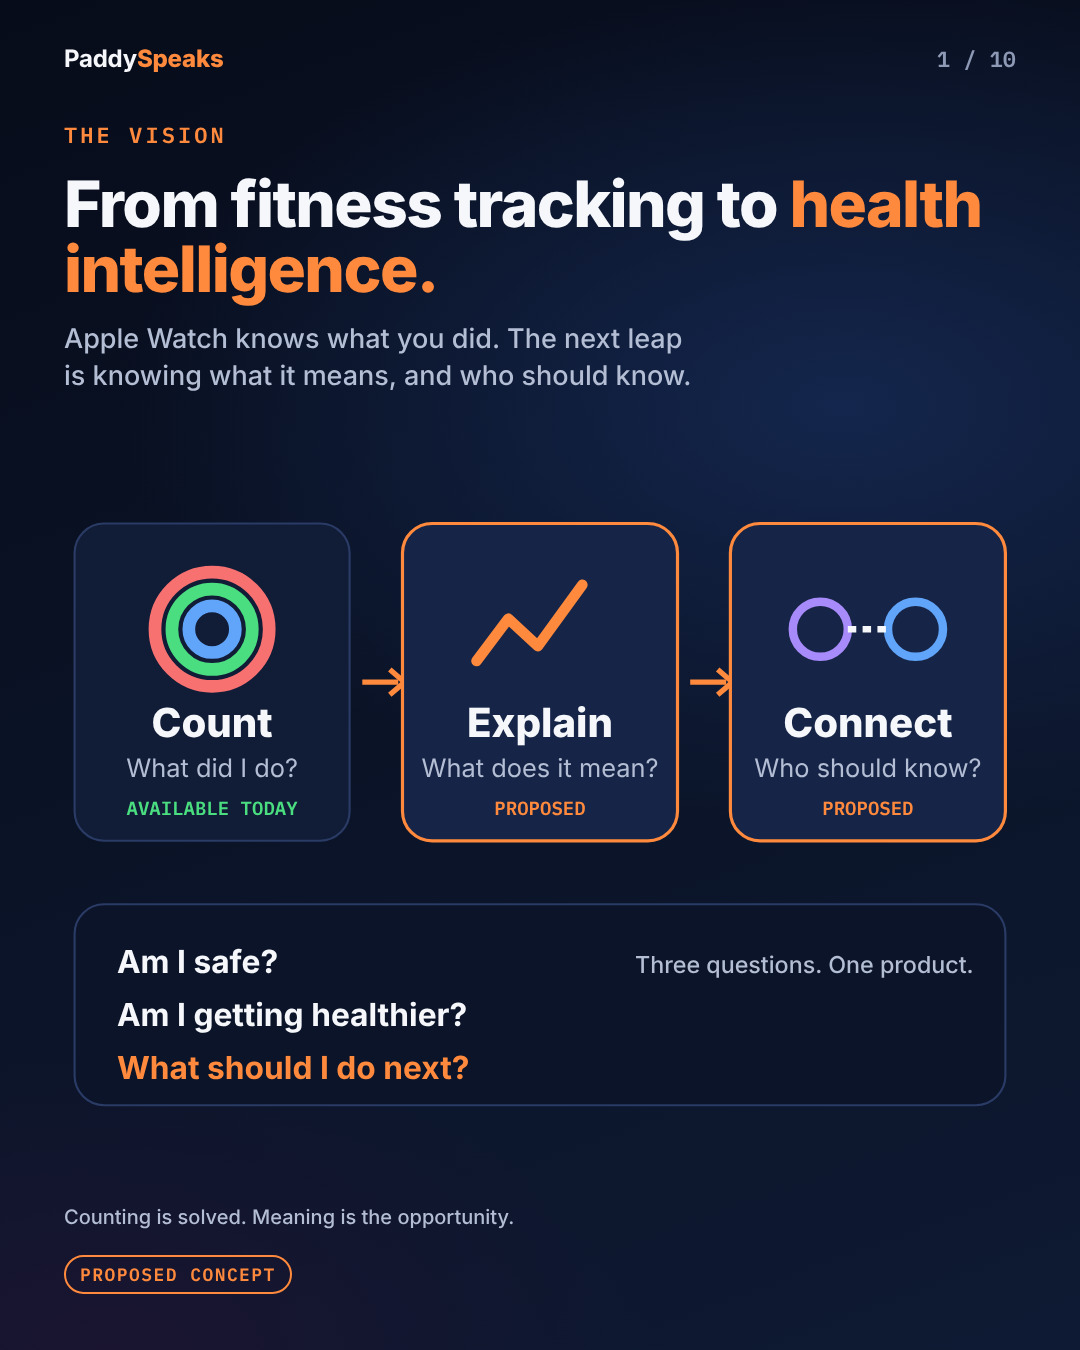 PaddySpeaks
1 / 10
THE VISION
From fitness tracking to health
intelligence.
Apple Watch knows what you did. The next leap
is knowing what it means, and who should know.
Count
What did I do?
AVAILABLE TODAY
Explain
What does it mean?
PROPOSED
Connect
Who should know?
PROPOSED
Am I safe?
Three questions. One product.
Am I getting healthier?
What should I do next?
Counting is solved. Meaning is the opportunity.
PROPOSED CONCEPT